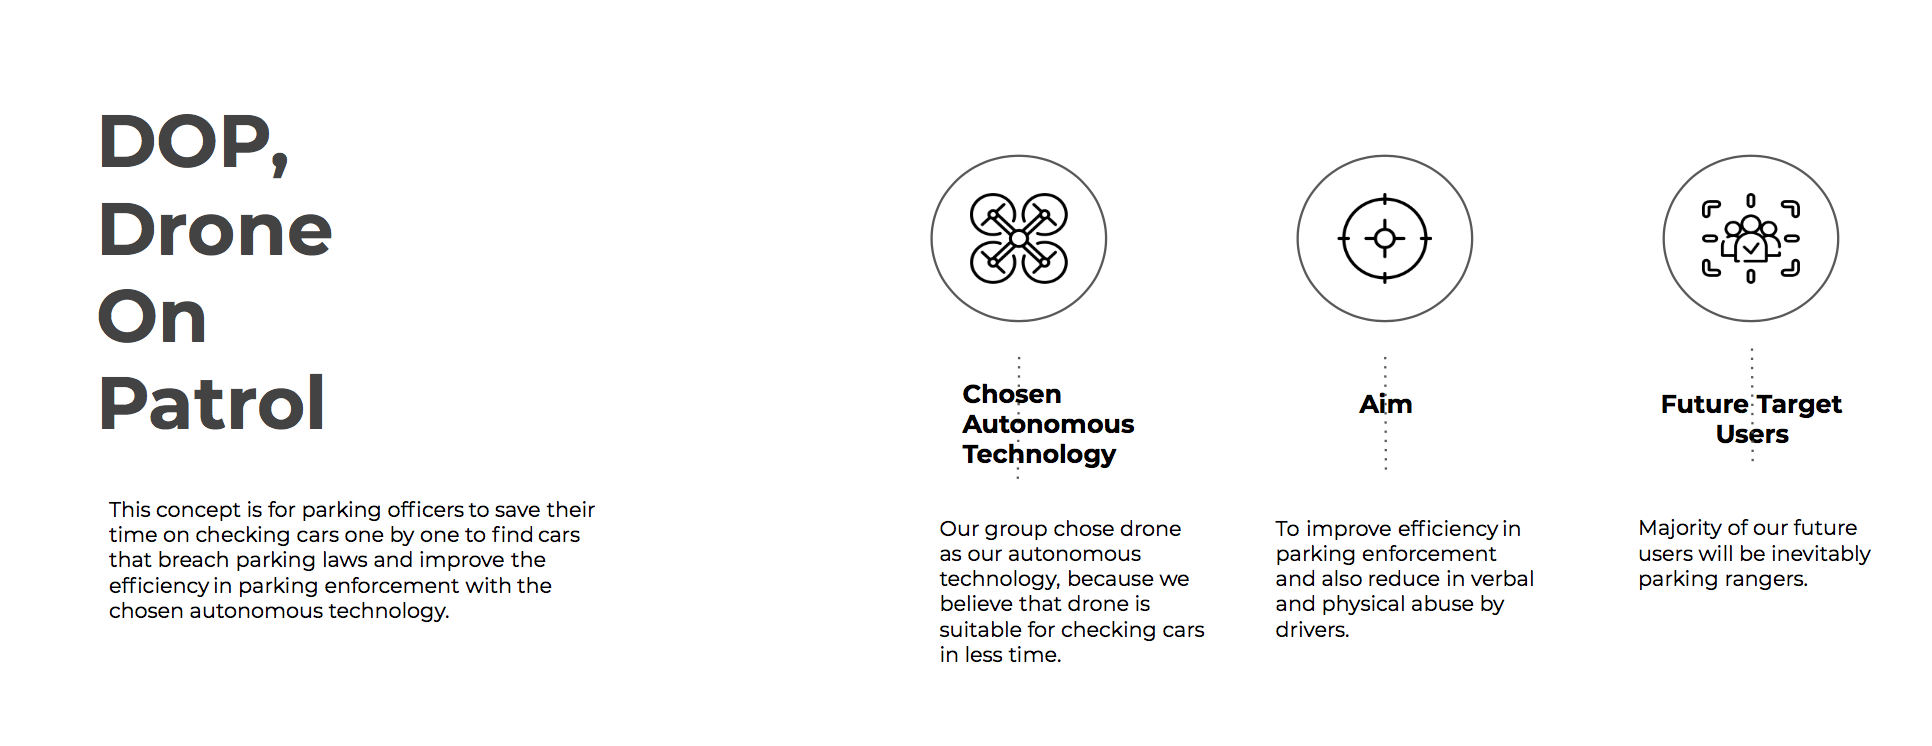 DOP,
Drone
On
Patrol
This concept is for parking officers to save their
time on checking cars one by one to find cars
that breach parking laws and improve the
efficiency in parking enforcement with the
chosen autonomous technology.
Chosen
Autonomous
Technology
Our group chose drone
as our autonomous
technology, because we
believe that drone is
suitable for checking cars
in less time.
Aim
To improve efficiency in
parking enforcement
and also reduce in verbal
and physical abuse by
drivers.
Future Target
Users
Majority of our future
users will be inevitably
parking rangers.